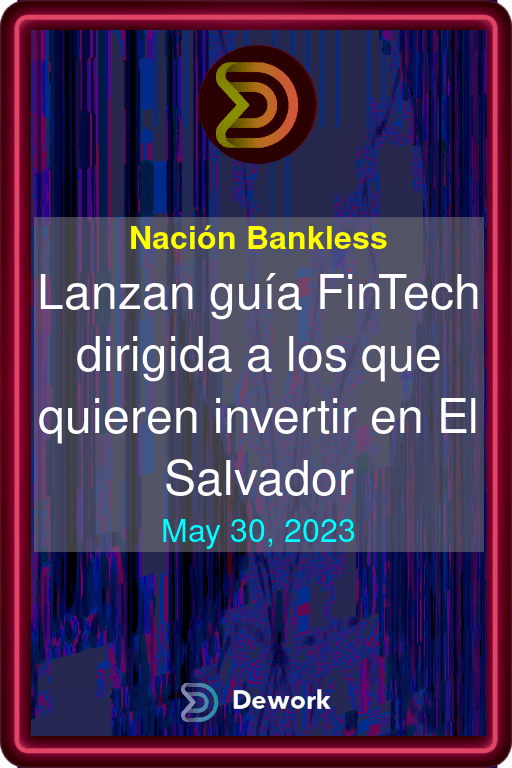 Nación Bankless
Lanzan guía FinTech
dirigida a los que
quieren invertir en El
Salvador
May 30, 2023
Dework